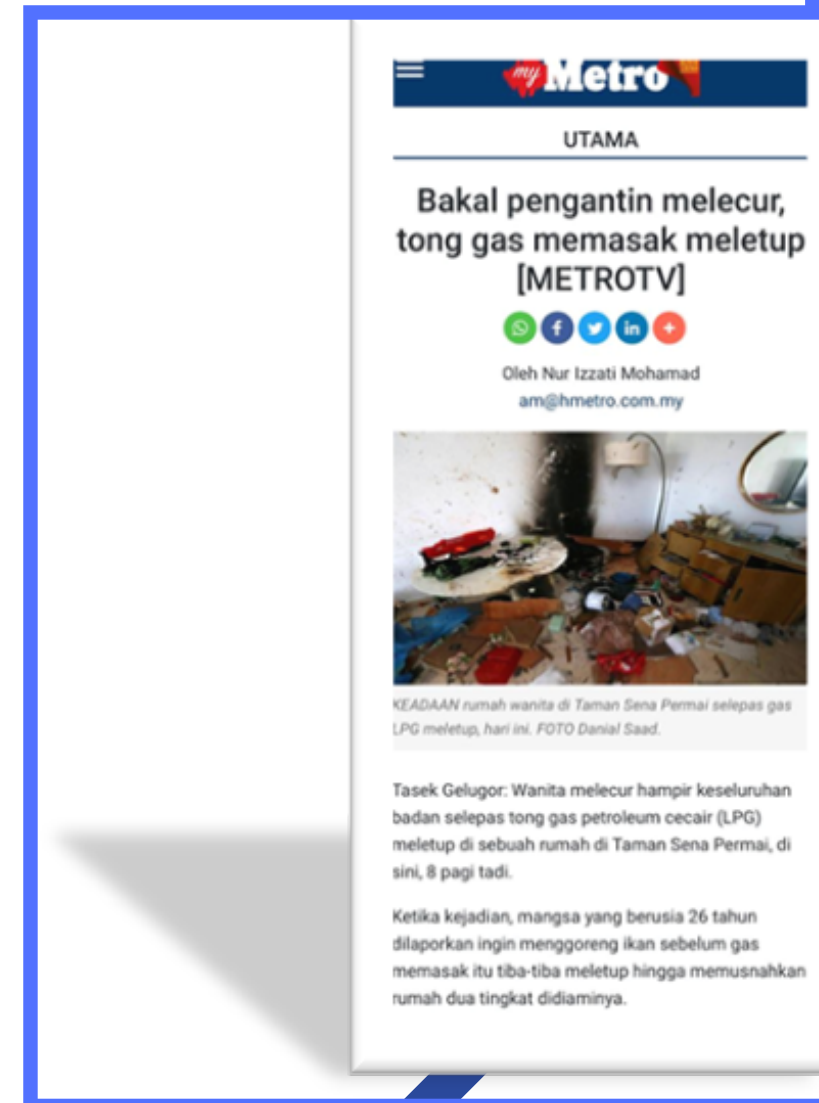 my Metro
UTAMA
Bakal pengantin melecur,
tong gas memasak meletup
[METROTV]
Oleh Nur Izzati Mohamad
am@hmetro.com.my
KEADAAN rumah wanita di Taman Sena Permai selepas gas
LPG meletup, hari ini. FOTO Danial Saad.
Tasek Gelugor: Wanita melecur hampir keseluruhan
badan selepas tong gas petroleum cecair (LPG)
meletup di sebuah rumah di Taman Sena Permai, di
sini, 8 pagi tadi.
Ketika kejadian, mangsa yang berusia 26 tahun
dilaporkan ingin menggoreng ikan sebelum gas
memasak itu tiba-tiba meletup hingga memusnahkan
rumah dua tingkat didiaminya.